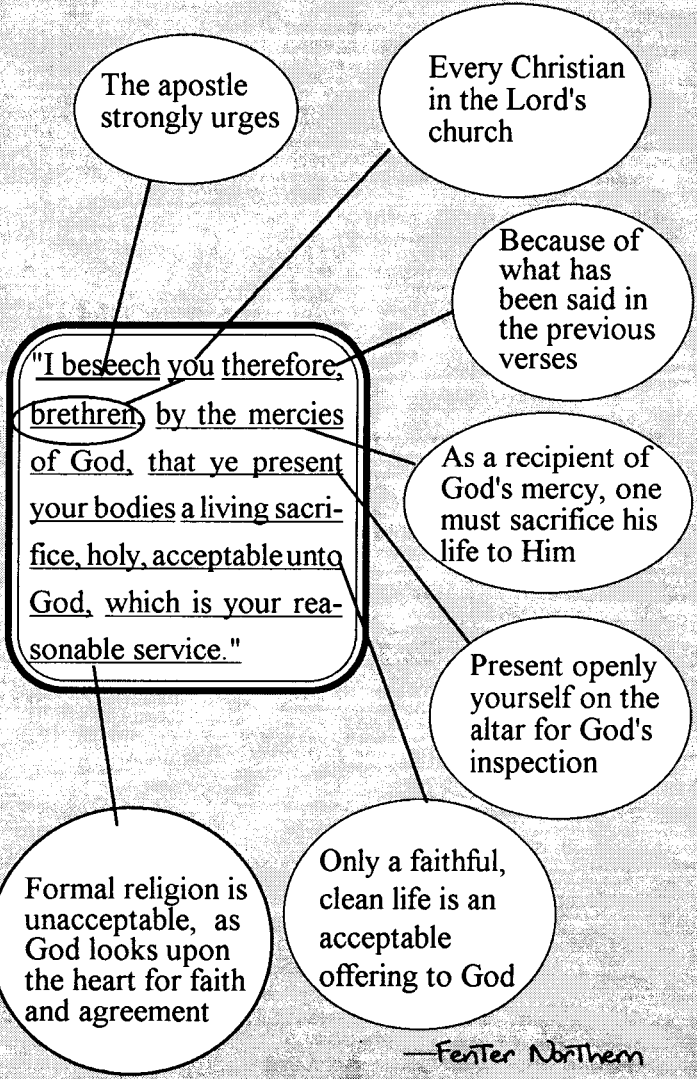 The apostle
strongly urges
Every Christian
in the Lord's
church
Because of
what has
been said in
the previous
verses
"I beseech you therefore,
brethren, by the mercies
of God, that ye present
your bodies a living sacri-
fice, holy, acceptable unto
God, which is your rea-
sonable service."
As a recipient of
God's mercy, one
must sacrifice his
life to Him
Present openly
yourself on the
altar for God's
inspection
Only a faithful,
clean life is an
acceptable
offering to God
Formal religion is
unacceptable, as
God looks upon
the heart for faith
and agreement
—Fenter Northern